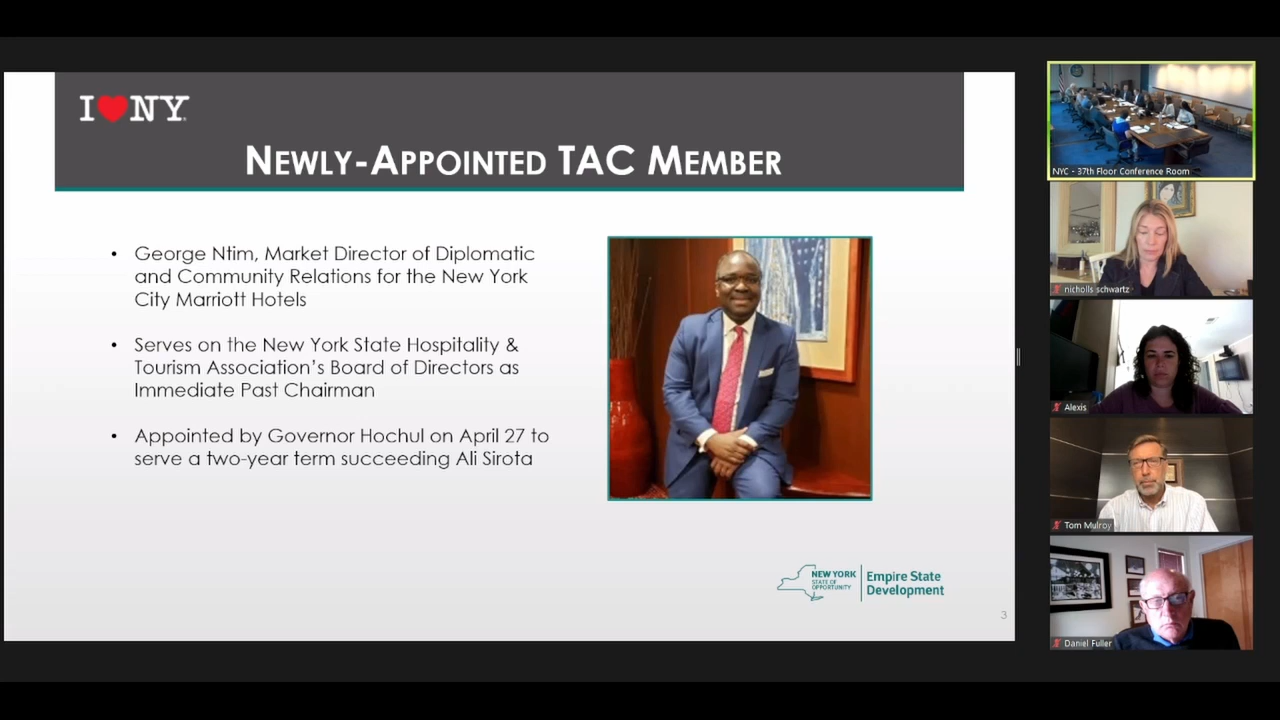 I ♥ NY
NEWLY-APPOINTED TAC MEMBER
• George Ntim, Market Director of Diplomatic
and Community Relations for the New York
City Marriott Hotels
• Serves on the New York State Hospitality &
Tourism Association's Board of Directors as
Immediate Past Chairman
• Appointed by Governor Hochul on April 27 to
serve a two-year term succeeding Ali Sirota
NEW YORK
STATE OF
OPPORTUNITY
Empire State
Development
3
NYC - 37th Floor Conference Room
nicholls schwartz
Alexis
Tom Mulroy
Daniel Fuller